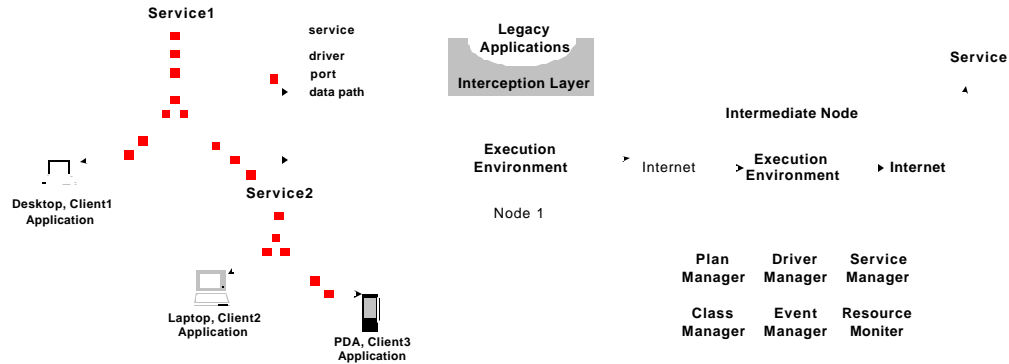 Service1
service
driver
port
data path
Desktop, Client1
Application
Service2
Laptop, Client2
Application
PDA, Client3
Application
Legacy
Applications
Interception Layer
Service
Intermediate Node
Execution
Environment
Internet
Execution
Environment
Internet
Node 1
Plan
Manager
Driver
Manager
Service
Manager
Class
Manager
Event
Manager
Resource
Moniter